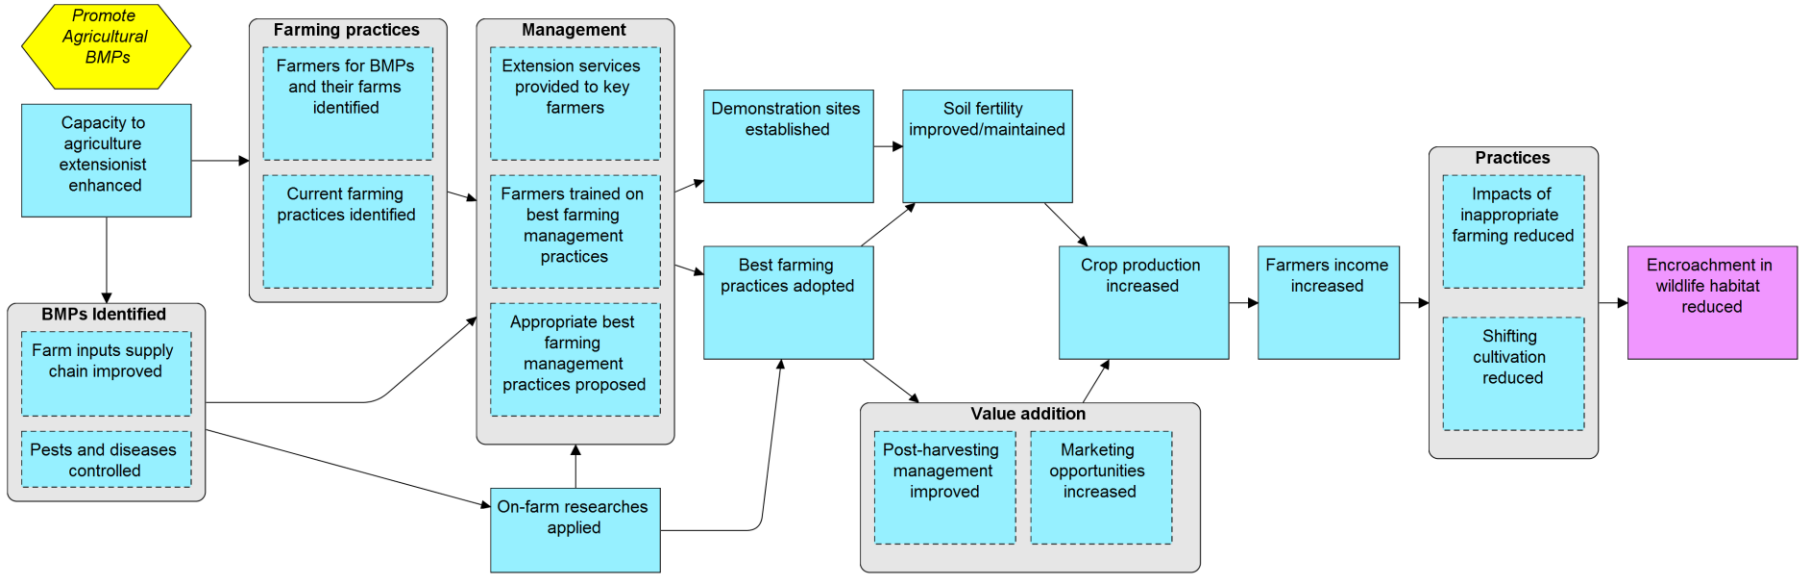 Promote
Agricultural
BMPs
Capacity to
agriculture
extensionist
enhanced
BMPs Identified
Farm inputs supply
chain improved
Pests and diseases
controlled
Farming practices
Farmers for BMPs
and their farms
identified
Current farming
practices identified
Management
Extension services
provided to key
farmers
Farmers trained on
best farming
management
practices
Appropriate best
farming
management
practices proposed
On-farm researches
applied
Demonstration sites
established
Best farming
practices adopted
Soil fertility
improved/maintained
Value addition
Post-harvesting
management
improved
Marketing
opportunities
increased
Crop production
increased
Farmers income
increased
Practices
Impacts of
inappropriate
farming reduced
Shifting
cultivation
reduced
Encroachment in
wildlife habitat
reduced